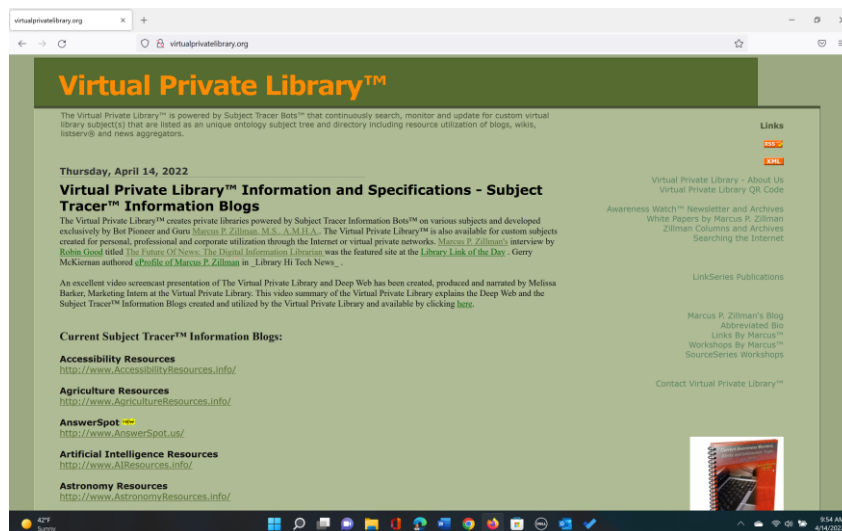 virtualprivatelibrary.org
virtualprivatelibrary.org
Virtual Private Library™
The Virtual Private Library™ is powered by Subject Tracer Bots™ that continuously search, monitor and update for custom virtual
library subject(s) that are listed as an unique ontology subject tree and directory including resource utilization of blogs, wikis,
listserv® and news aggregators.
Links
RSS
XML
Thursday, April 14, 2022
Virtual Private Library™ Information and Specifications - Subject
Tracer™ Information Blogs
The Virtual Private Library™ creates private libraries powered by Subject Tracer Information Bots™ on various subjects and developed
exclusively by Bot Pioneer and Guru Marcus P. Zillman, M.S., A.M.H.A.. The Virtual Private Library™ is also available for custom subjects
created for personal, professional and corporate utilization through the Internet or virtual private networks. Marcus P. Zillman's interview by
Robin Good titled The Future Of News: The Digital Information Librarian was the featured site at the Library Link of the Day . Gerry
McKiernan authored eProfile of Marcus P. Zillman in _Library Hi Tech News_ .
An excellent video screencast presentation of The Virtual Private Library and Deep Web has been created, produced and narrated by Melissa
Barker, Marketing Intern at the Virtual Private Library. This video summary of the Virtual Private Library explains the Deep Web and the
Subject Tracer™ Information Blogs created and utilized by the Virtual Private Library and available by clicking here.
Current Subject Tracer™ Information Blogs:
Accessibility Resources
http://www.AccessibilityResources.info/
Agriculture Resources
http://www.AgricultureResources.info/
AnswerSpot NEW
http://www.AnswerSpot.us/
Artificial Intelligence Resources
http://www.AIResources.info/
Astronomy Resources
http://www.AstronomyResources.info/
Virtual Private Library - About Us
Virtual Private Library QR Code
Awareness Watch™ Newsletter and Archives
White Papers by Marcus P. Zillman
Zillman Columns and Archives
Searching the Internet
LinkSeries Publications
Marcus P. Zillman's Blog
Abbreviated Bio
Links By Marcus™
Workshops By Marcus™
SourceSeries Workshops
Contact Virtual Private Library™
42°F
Sunny
9:54 AM